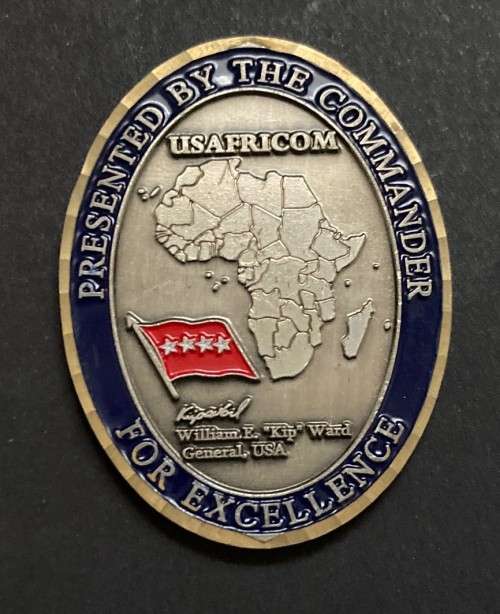 PRESENTED BY THE COMMANDER
USAFRICOM
William E. "Kip" Ward
General, USA
FOR EXCELLENCE